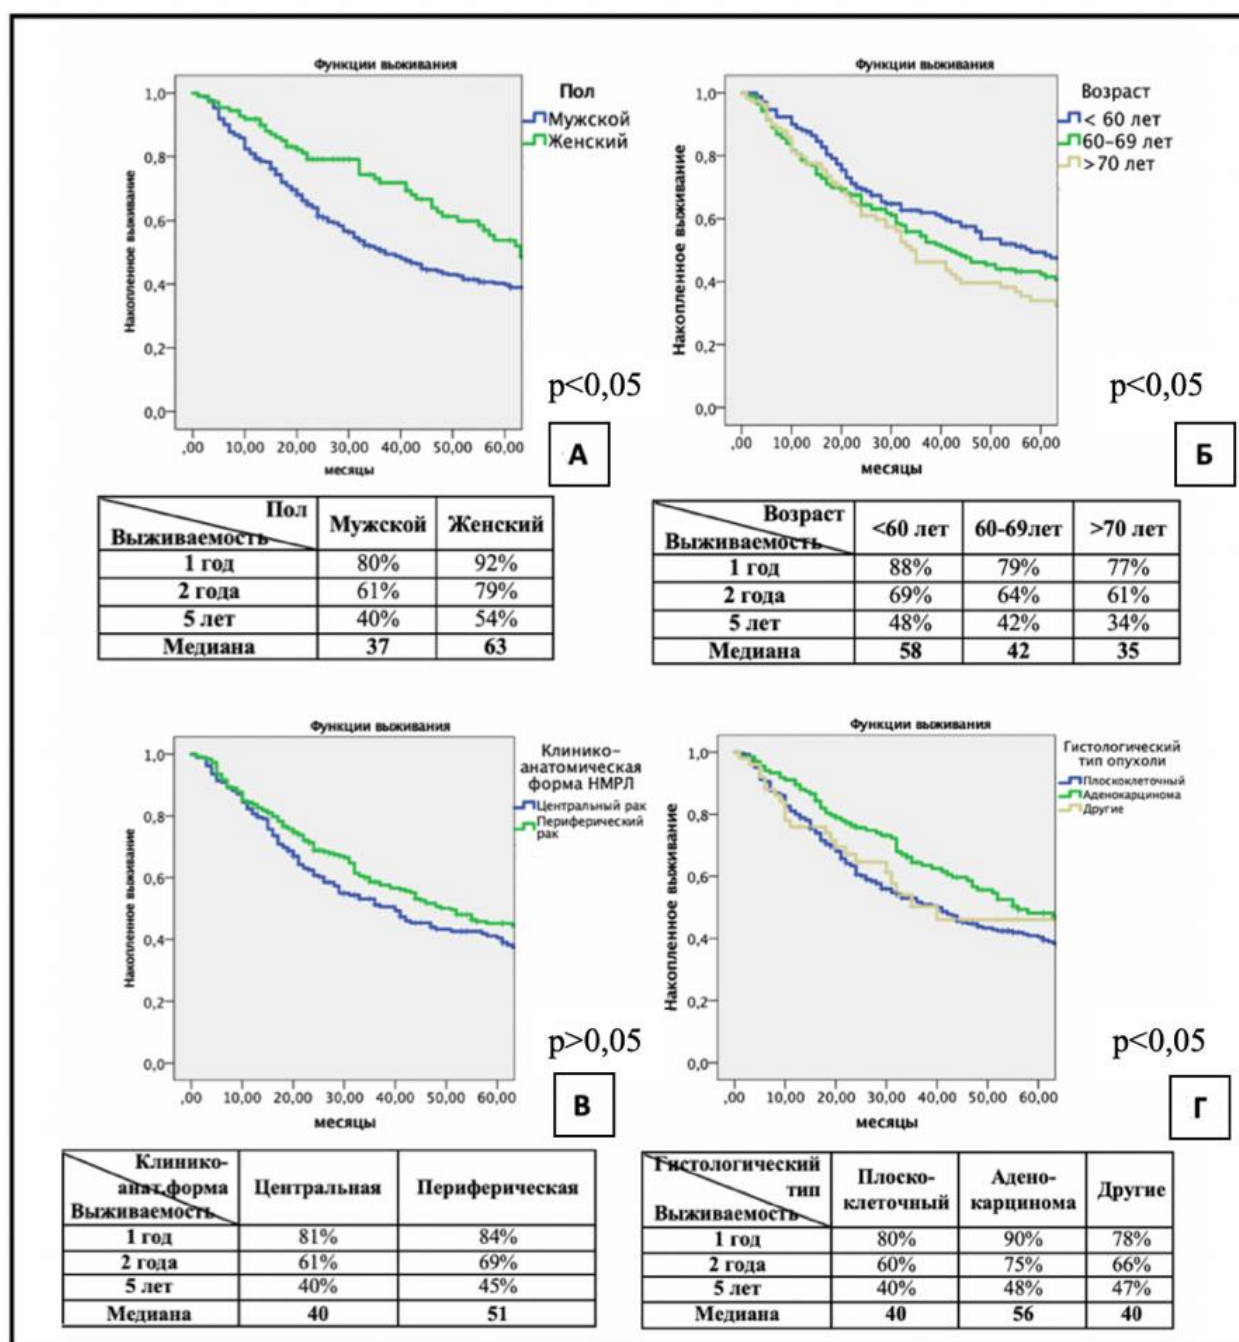 Функции выживания
Пол
Мужской
Женский
Накопленное выживание
1,0
0,8
0,6
0,4
0,2
0,0
,00 10,00 20,00 30,00 40,00 50,00 60,00
месяцы
p<0,05
А
Пол
Выживаемость
Мужской Женский
1 год 80% 92%
2 года 61% 79%
5 лет 40% 54%
Медиана 37 63
Функции выживания
Возраст
< 60 лет
60-69 лет
>70 лет
Накопленное выживание
1,0
0,8
0,6
0,4
0,2
0,0
,00 10,00 20,00 30,00 40,00 50,00 60,00
месяцы
p<0,05
Б
Возраст
Выживаемость
<60 лет 60-69лет >70 лет
1 год 88% 79% 77%
2 года 69% 64% 61%
5 лет 48% 42% 34%
Медиана 58 42 35
Функции выживания
Клинико-
анатомическая
форма НМРЛ
Центральный рак
Периферический
рак
Накопленное выживание
1,0
0,8
0,6
0,4
0,2
0,0
,00 10,00 20,00 30,00 40,00 50,00 60,00
месяцы
p>0,05
В
Клинико-
анат.форма
Выживаемость
Центральная Периферическая
1 год 81% 84%
2 года 61% 69%
5 лет 40% 45%
Медиана 40 51
Функции выживания
Гистологический
тип опухоли
Плоскоклеточный
Аденокарцинома
Другие
Накопленное выживание
1,0
0,8
0,6
0,4
0,2
0,0
,00 10,00 20,00 30,00 40,00 50,00 60,00
месяцы
p<0,05
Г
Гистологический
тип
Выживаемость
Плоско-
клеточный
Адено-
карцинома
Другие
1 год 80% 90% 78%
2 года 60% 75% 66%
5 лет 40% 48% 47%
Медиана 40 56 40